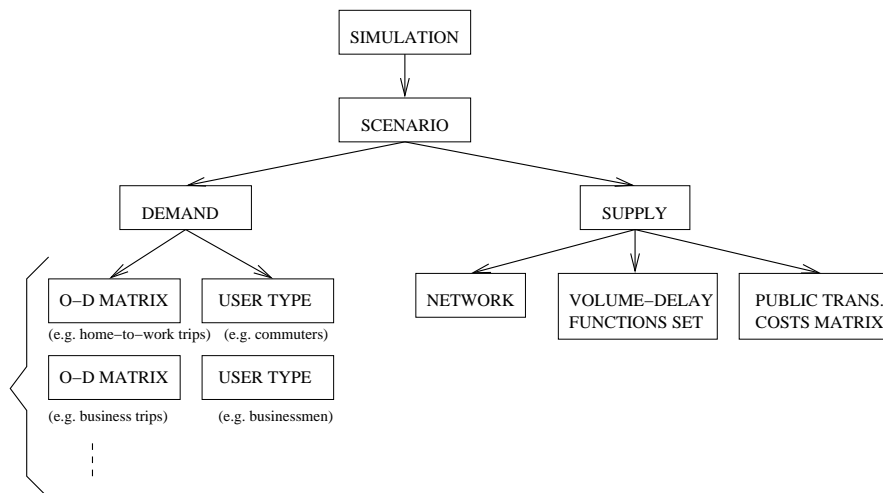 SIMULATION
SCENARIO
DEMAND
SUPPLY
O−D MATRIX
USER TYPE
(e.g. home−to−work trips)
(e.g. commuters)
O−D MATRIX
USER TYPE
(e.g. business trips)
(e.g. businessmen)
NETWORK
VOLUME−DELAY
FUNCTIONS SET
PUBLIC TRANS.
COSTS MATRIX